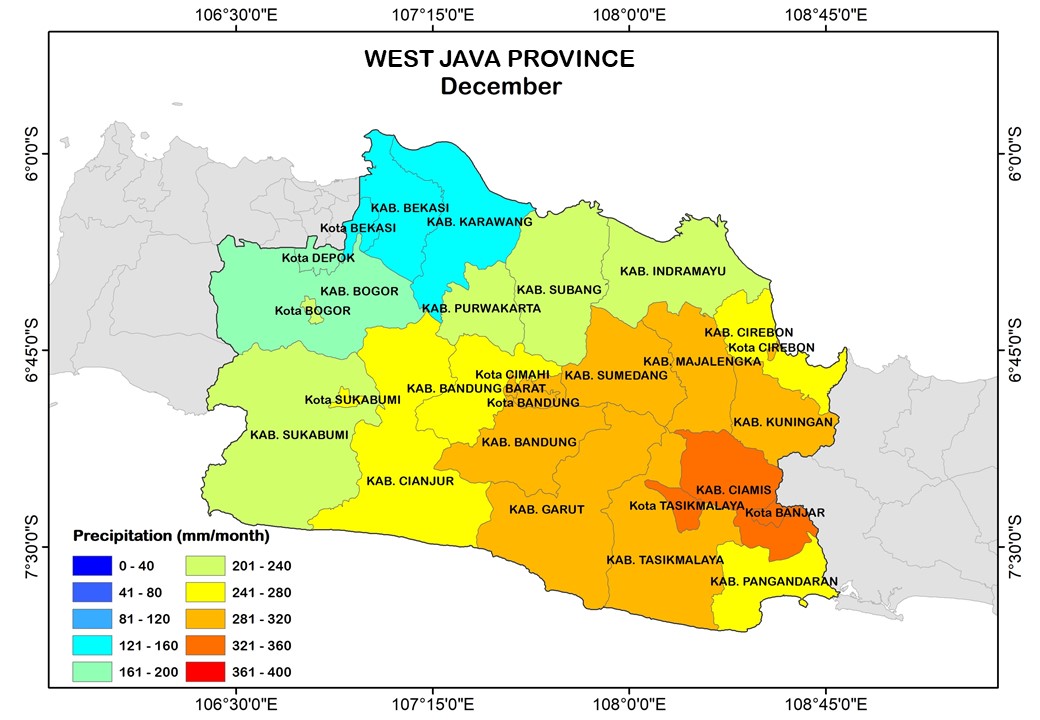 106°30'0"E 107°15'0"E 108°0'0"E 108°45'0"E
WEST JAVA PROVINCE
December
6°0'0"S 6°0'0"S
KAB. BEKASI
KAB. KARAWANG
Kota BEKASI
Kota DEPOK
KAB. INDRAMAYU
KAB. BOGOR
KAB. SUBANG
Kota BOGOR
KAB. PURWAKARTA
KAB. CIREBON
Kota CIREBON
6°45'0"S 6°45'0"S
KAB. MAJALENGKA
Kota CIMAHI
KAB. SUMEDANG
KAB. BANDUNG BARAT
Kota SUKABUMI
Kota BANDUNG
KAB. KUNINGAN
KAB. SUKABUMI
KAB. BANDUNG
KAB. CIANJUR
KAB. CIAMIS
Kota TASIKMALAYA
KAB. GARUT
Kota BANJAR
7°30'0"S 7°30'0"S
KAB. TASIKMALAYA
KAB. PANGANDARAN
Precipitation (mm/month)
0 - 40 201 - 240
41 - 80 241 - 280
81 - 120 281 - 320
121 - 160 321 - 360
161 - 200 361 - 400
106°30'0"E 107°15'0"E 108°0'0"E 108°45'0"E